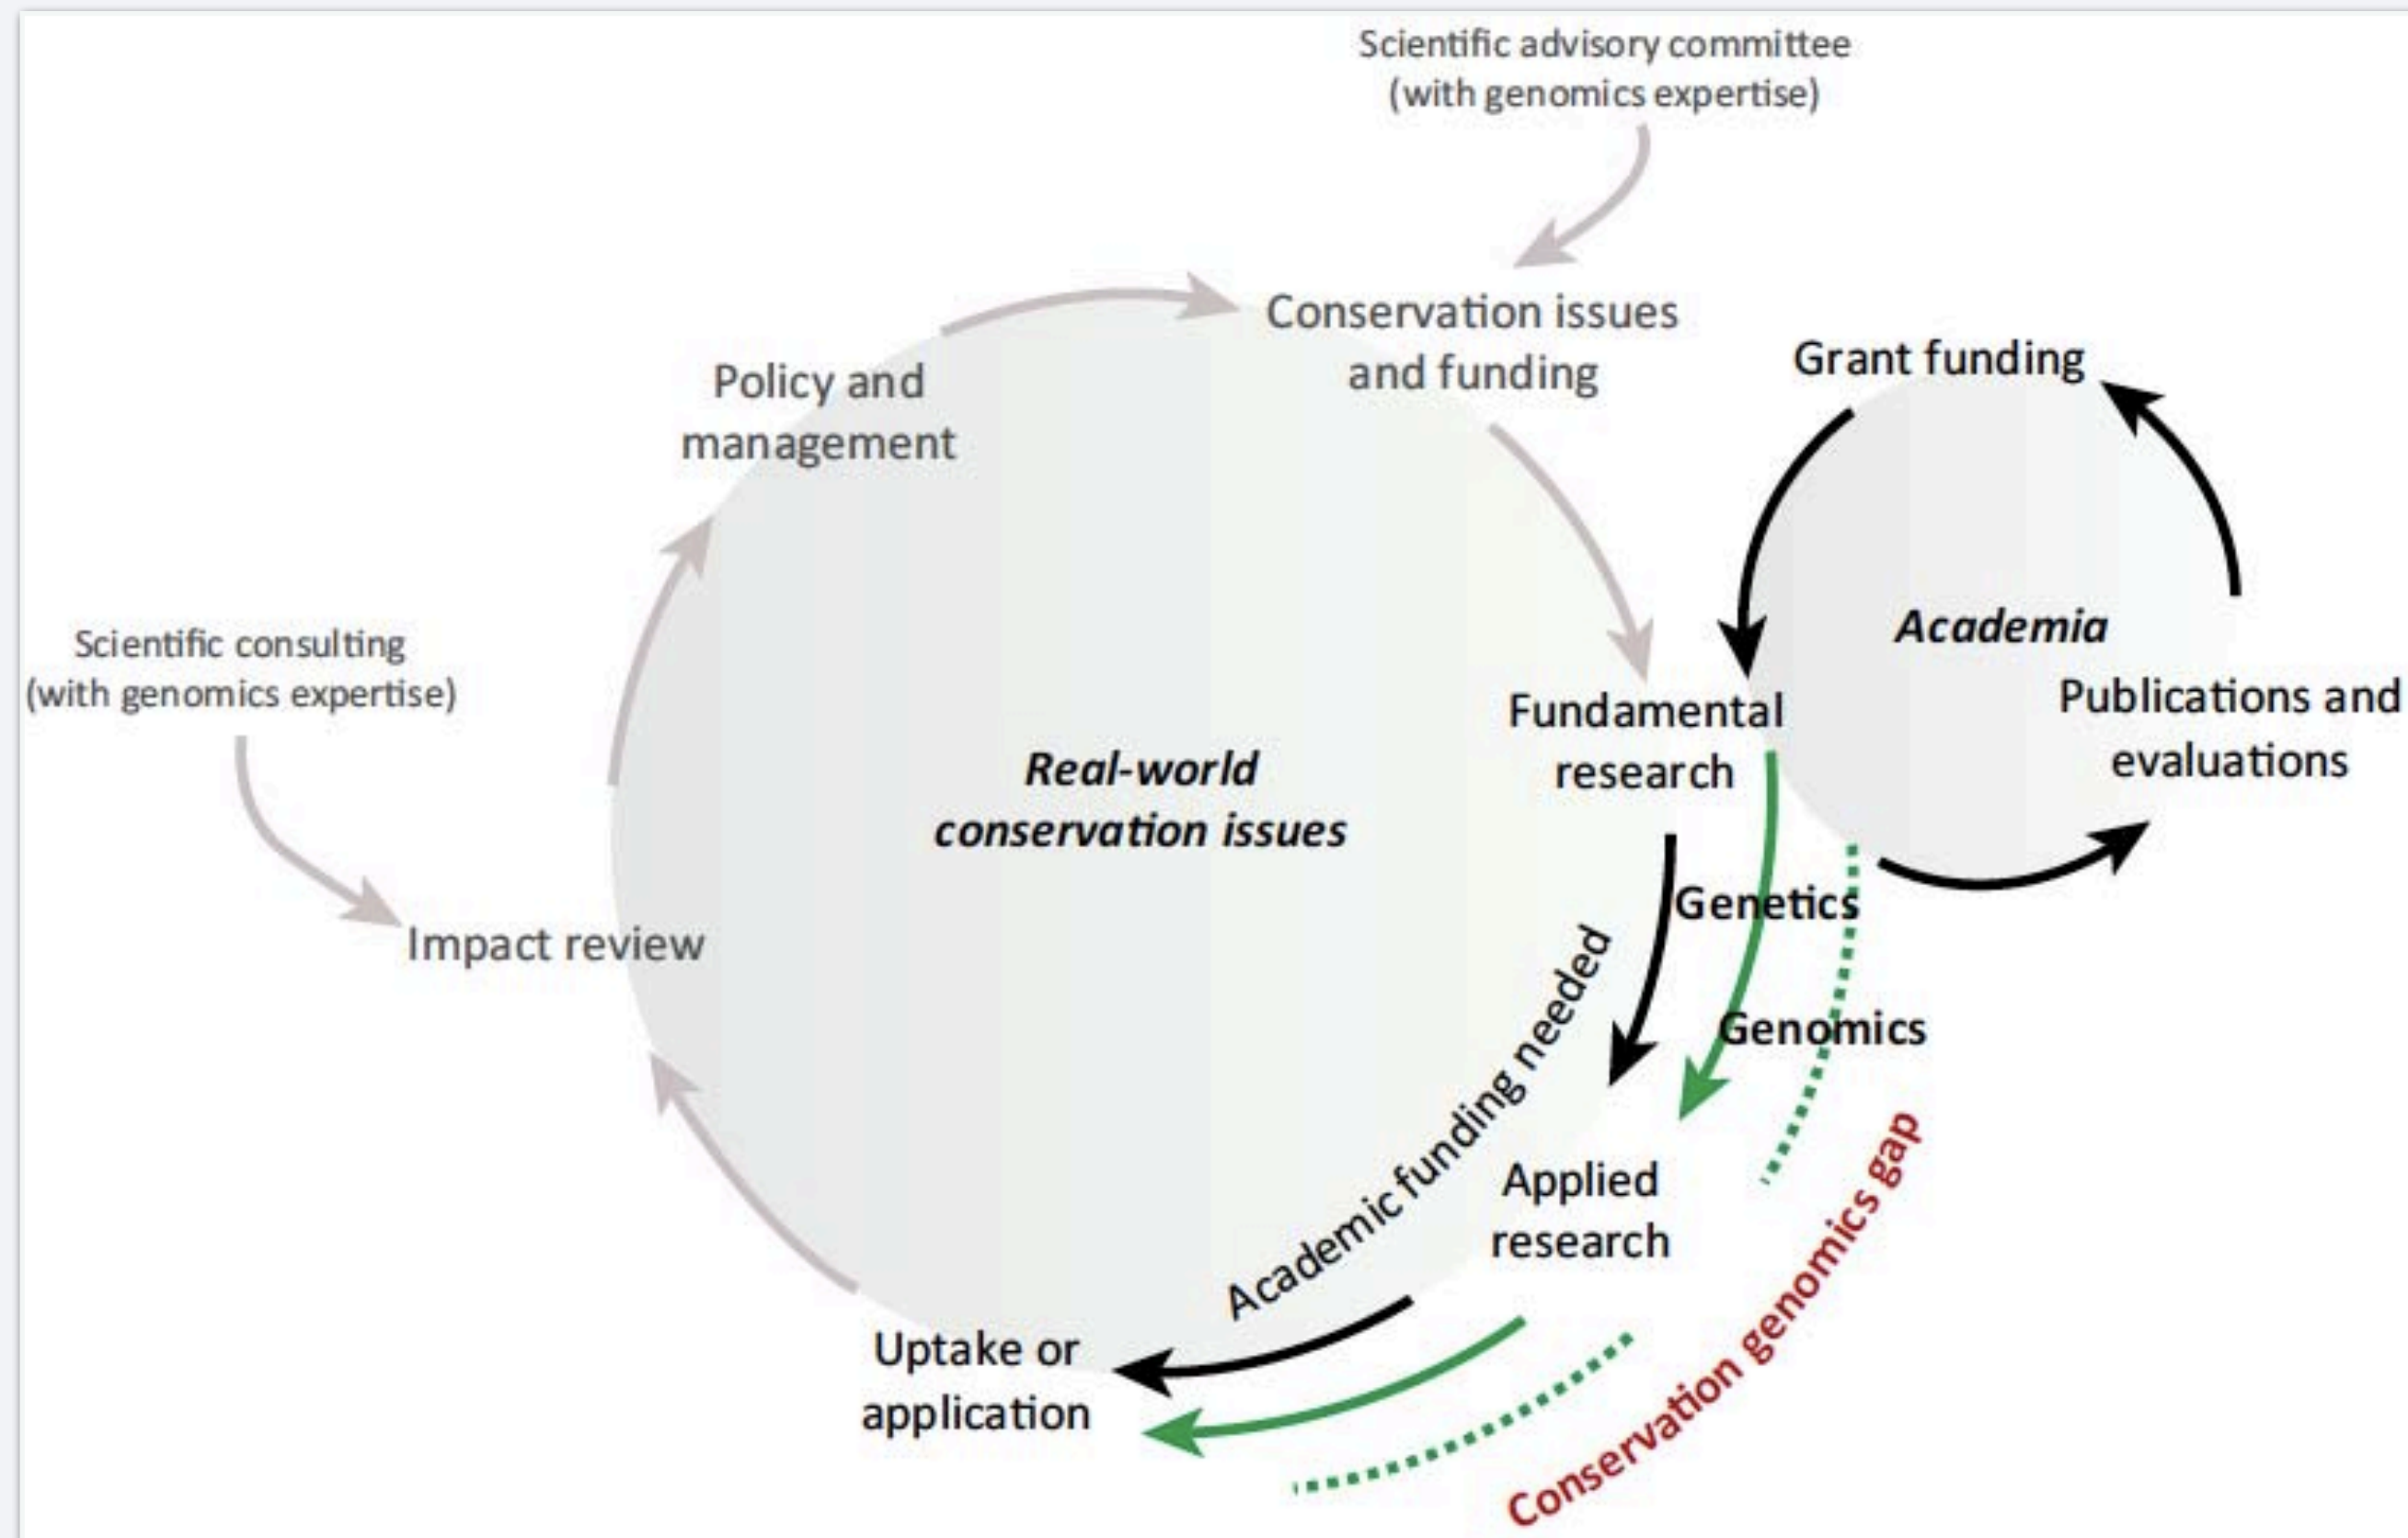 Scientific advisory committee
(with genomics expertise)
Conservation issues
and funding
Grant funding
Policy and
management
Academia
Scientific consulting
(with genomics expertise)
Publications and
evaluations
Fundamental
research
Real-world
conservation issues
Impact review
Genetics
Genomics
Academic funding needed
Applied
research
Conservation genomics gap
Uptake or
application